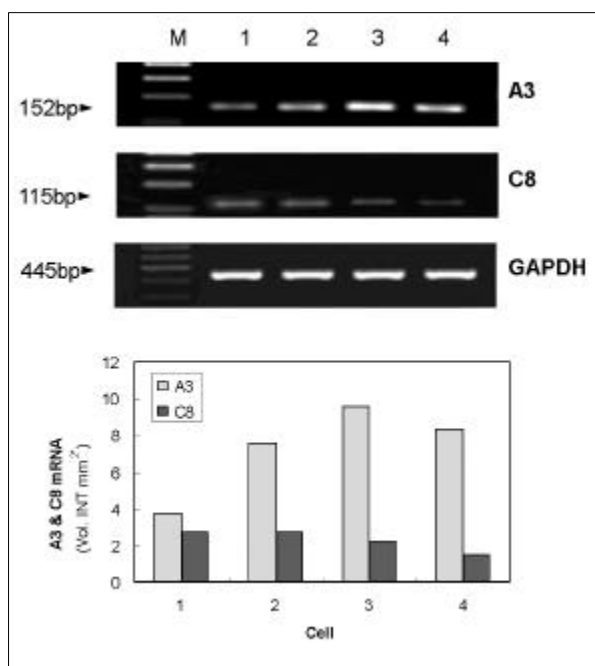 M 1 2 3 4
152bp A3
115bp C8
445bp GAPDH
12
10
8
6
4
2
0
A3
C8
A3 & C8 mRNA
(Vol. INT mm²)
1 2 3 4
Cell